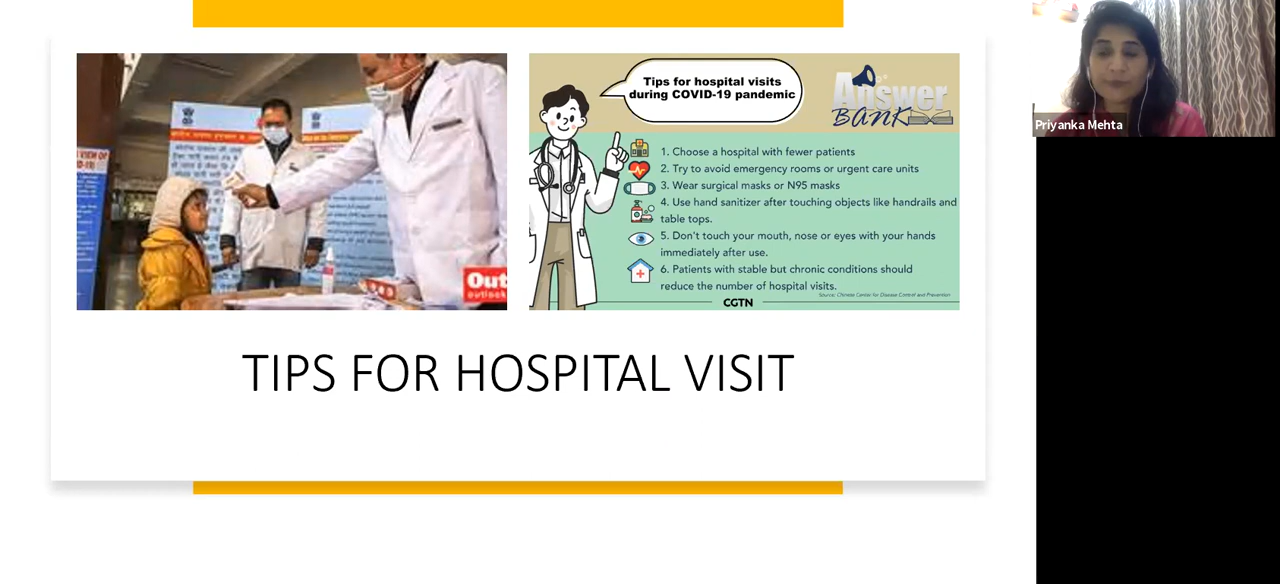 VIEW OF
Out
outlook
Tips for hospital visits
during COVID-19 pandemic
Answer
BANK
1. Choose a hospital with fewer patients
2. Try to avoid emergency rooms or urgent care units
3. Wear surgical masks or N95 masks
4. Use hand sanitizer after touching objects like handrails and
table tops.
5. Don't touch your mouth, nose or eyes with your hands
immediately after use.
6. Patients with stable but chronic conditions should
reduce the number of hospital visits.
Source: Chinese Center for Disease Control and Prevention
CGTN
TIPS FOR HOSPITAL VISIT
Priyanka Mehta